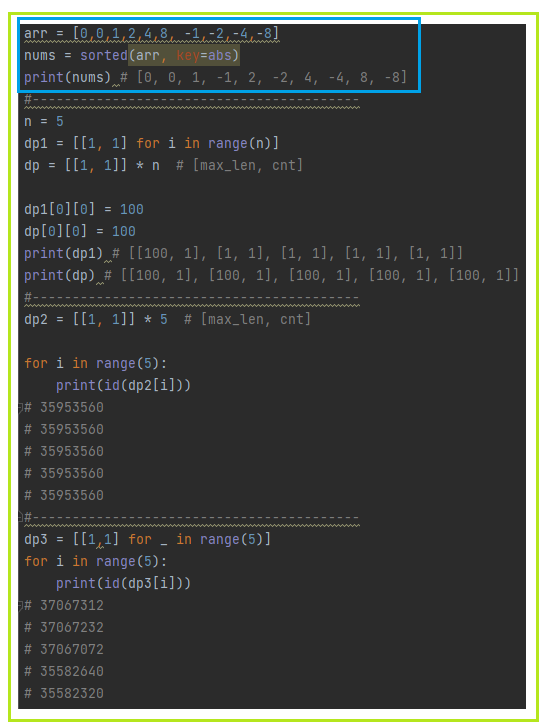 arr = [0,0,1,2,4,8, -1,-2,-4,-8]
nums = sorted(arr, key=abs)
print(nums) # [0, 0, 1, -1, 2, -2, 4, -4, 8, -8]
#-----------------------------------------
n = 5
dp1 = [[1, 1] for i in range(n)]
dp = [[1, 1]] * n  # [max_len, cnt]
dp1[0][0] = 100
dp[0][0] = 100
print(dp1) # [[100, 1], [1, 1], [1, 1], [1, 1], [1, 1]]
print(dp) # [[100, 1], [100, 1], [100, 1], [100, 1], [100, 1]]
#-----------------------------------------
dp2 = [[1, 1]] * 5  # [max_len, cnt]
for i in range(5):
    print(id(dp2[i]))
# 35953560
# 35953560
# 35953560
# 35953560
# 35953560
#-----------------------------------------
dp3 = [[1,1] for _ in range(5)]
for i in range(5):
    print(id(dp3[i]))
# 37067312
# 37067232
# 37067072
# 35582640
# 35582320